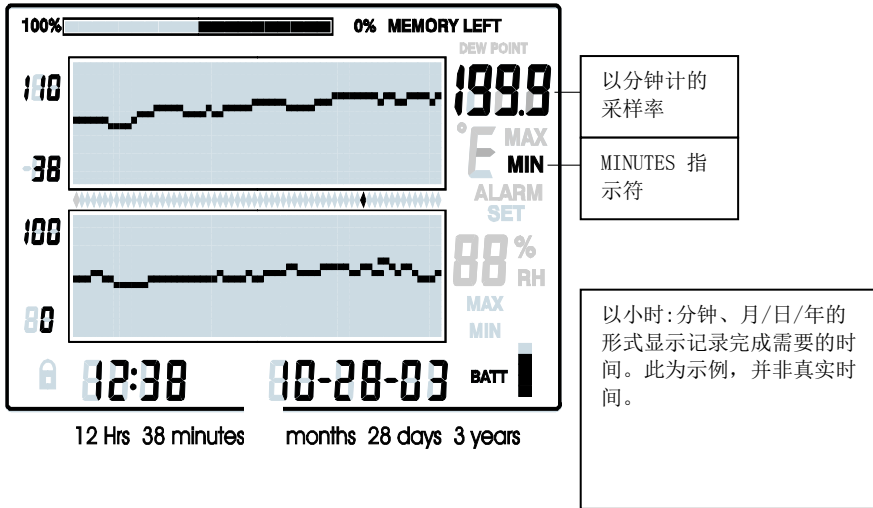 100%
0% MEMORY LEFT
DEW POINT
110
199.9
以分钟计的
采样率
°E MAX
MIN
MINUTES 指
示符
-38
ALARM
SET
100
88 %
RH
MAX
MIN
0
以小时:分钟、月/日/年的
形式显示记录完成需要的时
间。此为示例，并非真实时
间。
12:38
10-28-03
BATT
12 Hrs 38 minutes
months 28 days 3 years